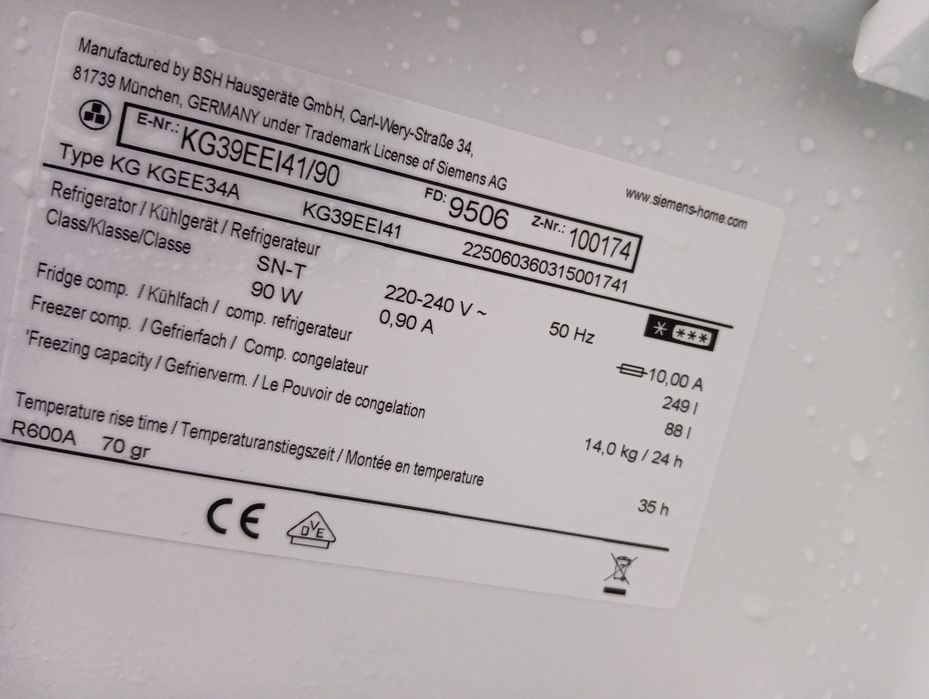 Manufactured by BSH Hausgeräte GmbH, Carl-Wery-Straße 34,
81739 München, GERMANY under Trademark License of Siemens AG
www.siemens-home.com
E-Nr.: KG39EEI41/90 FD: 9506 Z-Nr.: 100174
Type KG KGEE34A KG39EEI41 225060360315001741
Refrigerator / Kühlgerät / Refrigerateur
Class/Klasse/Classe SN-T 220-240 V ~ 50 Hz * ***
90 W 0,90 A 10,00 A
Fridge comp. / Kühlfach / comp. refrigerateur 249 l
Freezer comp. / Gefrierfach / Comp. congelateur 88 l
'Freezing capacity / Gefrierverm. / Le Pouvoir de congelation 14,0 kg / 24 h
Temperature rise time / Temperaturanstiegszeit / Montée en temperature 35 h
R600A 70 gr
CE DVE